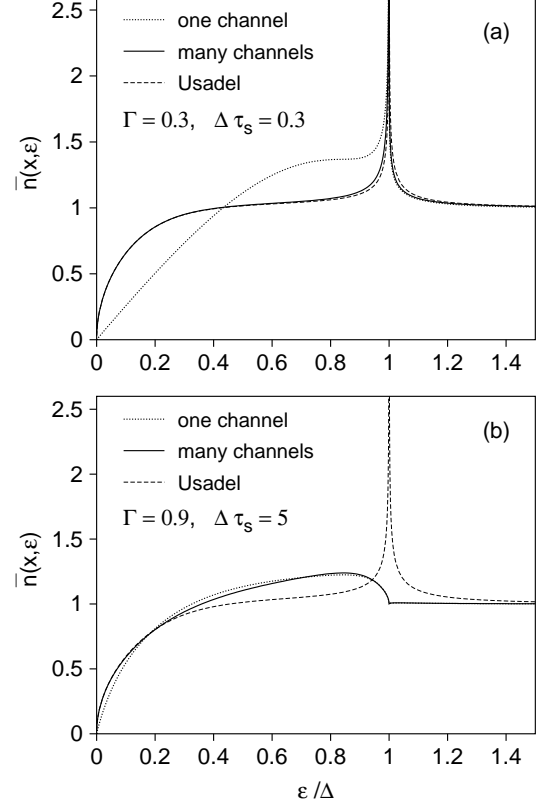 2.5
one channel
(a)
many channels
2
Usadel
Γ = 0.3, Δ τs = 0.3
1.5
n̄(x,ε)
1
0.5
0
0 0.2 0.4 0.6 0.8 1 1.2 1.4
2.5
one channel
(b)
many channels
2
Usadel
Γ = 0.9, Δ τs = 5
1.5
n̄(x,ε)
1
0.5
0
0 0.2 0.4 0.6 0.8 1 1.2 1.4
ε /Δ